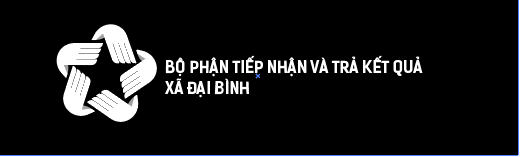 BỘ PHẬN TIẾP NHẬN VÀ TRẢ KẾT QUẢ
XÃ ĐẠI BÌNH